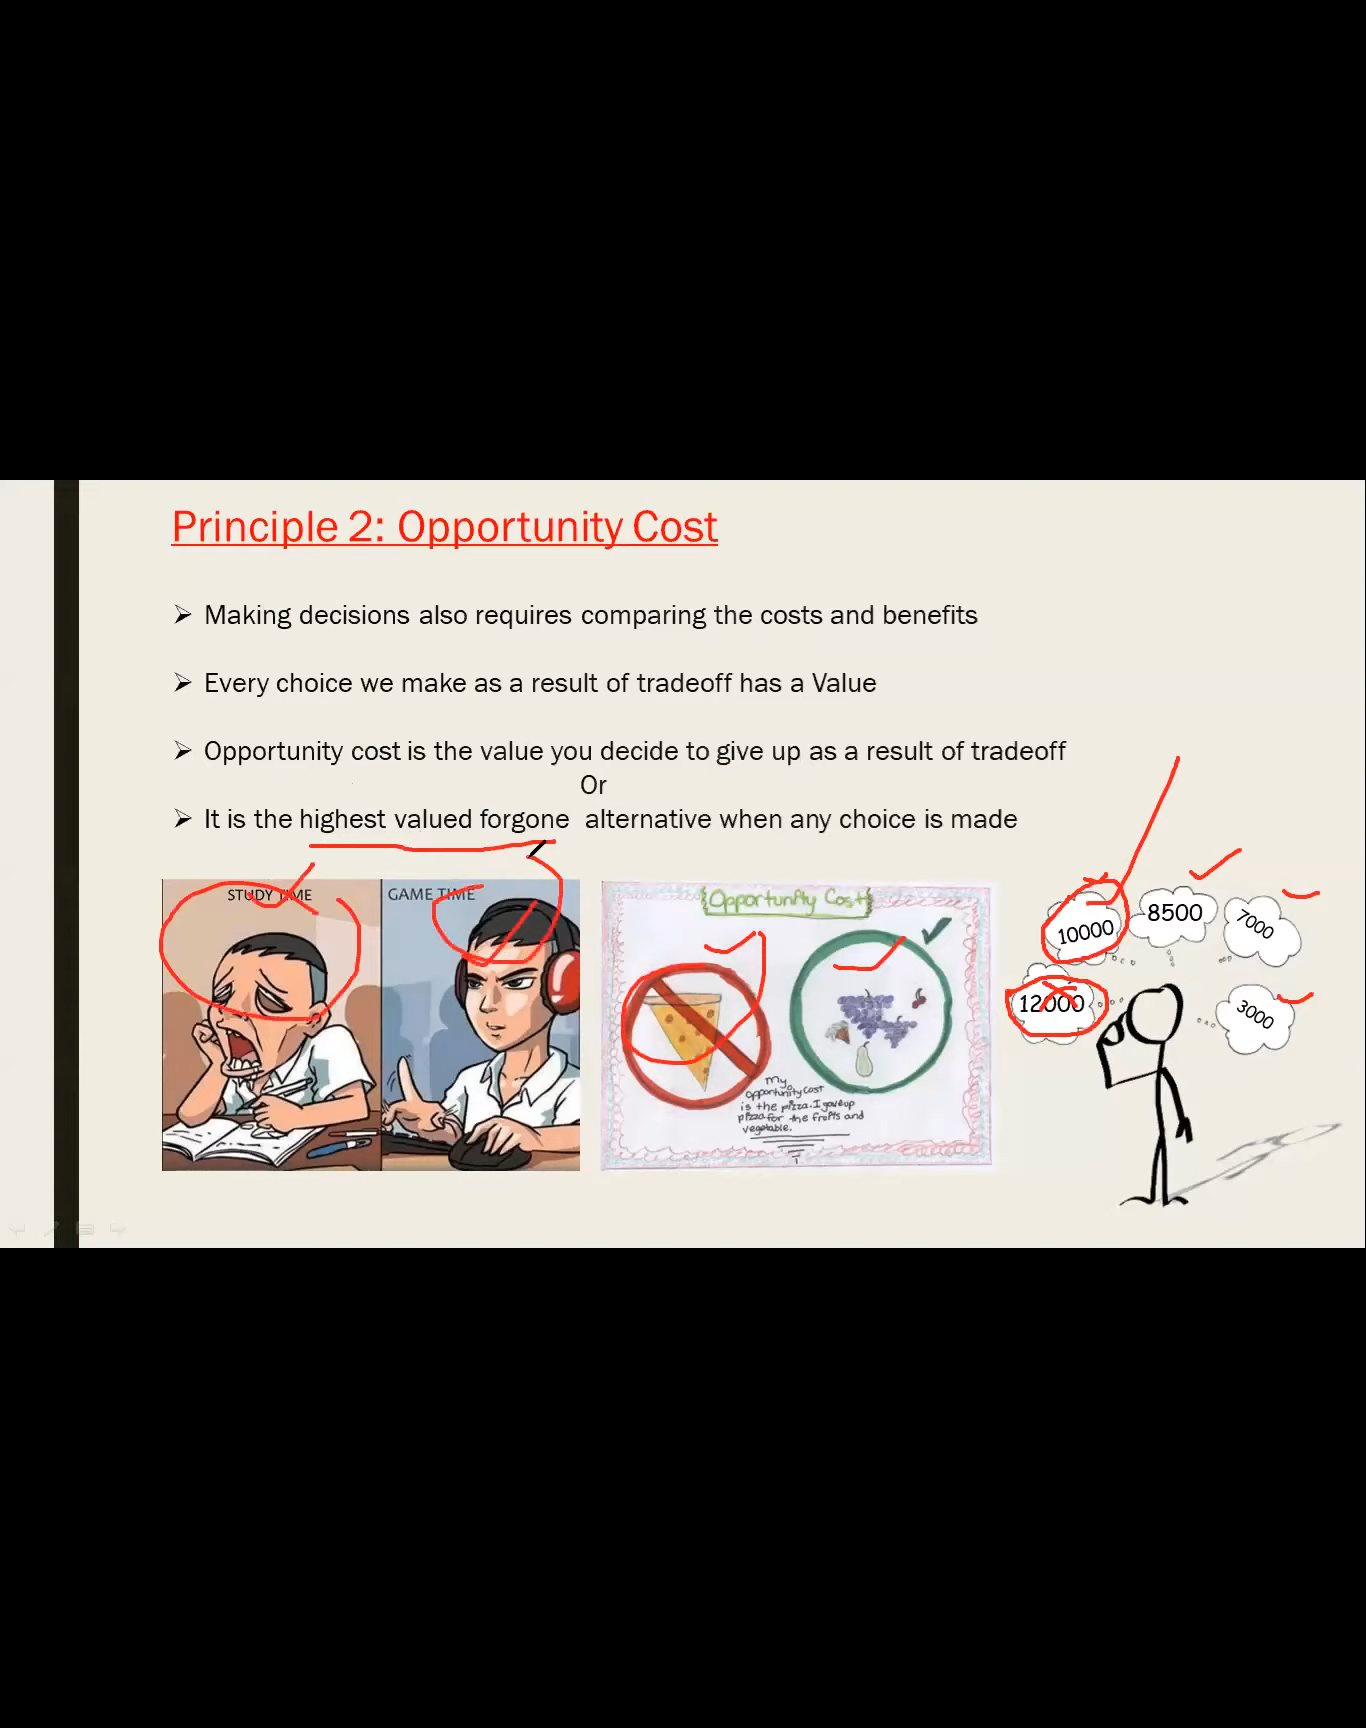 Principle 2: Opportunity Cost
Making decisions also requires comparing the costs and benefits
Every choice we make as a result of tradeoff has a Value
Opportunity cost is the value you decide to give up as a result of tradeoff
Or
It is the highest valued forgone alternative when any choice is made
STUDY TIME
GAME TIME
Opportunity Cost
My
opportunity cost
is the pizza. I gave up
pizza for the fruits and
vegetable.
10000
8500
7000
12000
3000